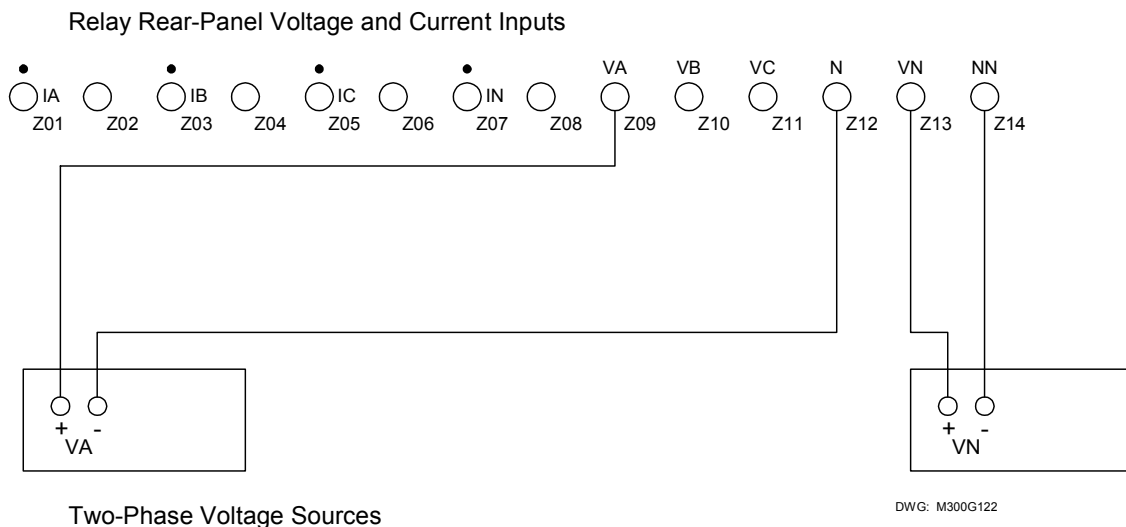 Relay Rear-Panel Voltage and Current Inputs
VA VB VC N VN NN
IA IB IC IN
Z01 Z02 Z03 Z04 Z05 Z06 Z07 Z08 Z09 Z10 Z11 Z12 Z13 Z14
+ - + -
VA VN
DWG: M300G122
Two-Phase Voltage Sources